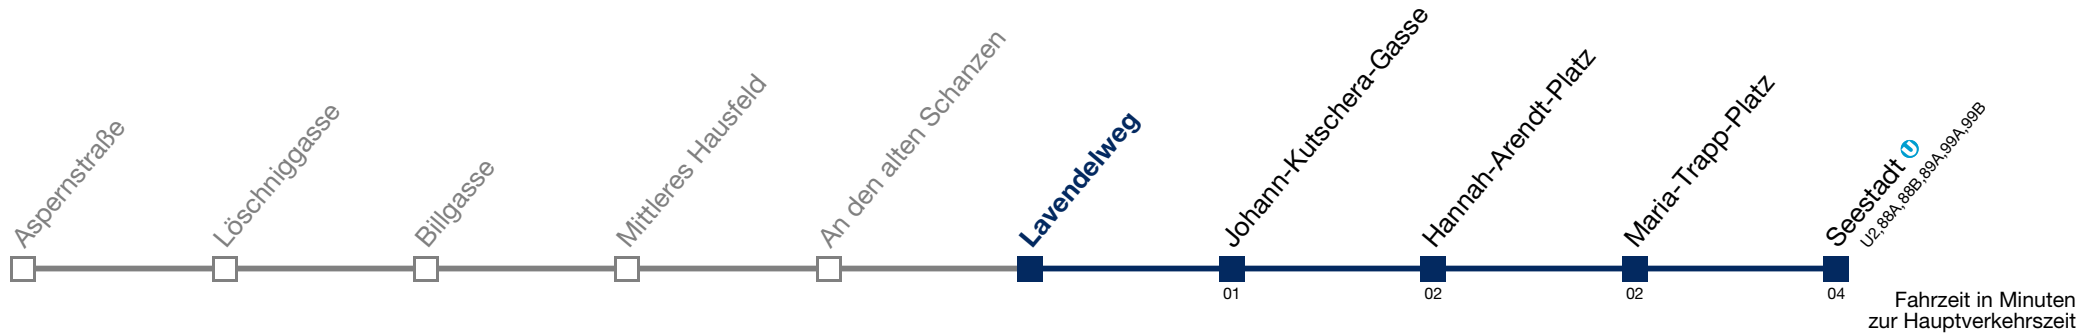 Aspernstraße
Löschniggasse
Billgasse
Mittleres Hausfeld
An den alten Schanzen
Lavendelweg
Johann-Kutschera-Gasse
Hannah-Arendt-Platz
Maria-Trapp-Platz
Seestadt U
U2,88A,88B,89A,99A,99B
01
02
02
04
Fahrzeit in Minuten
zur Hauptverkehrszeit